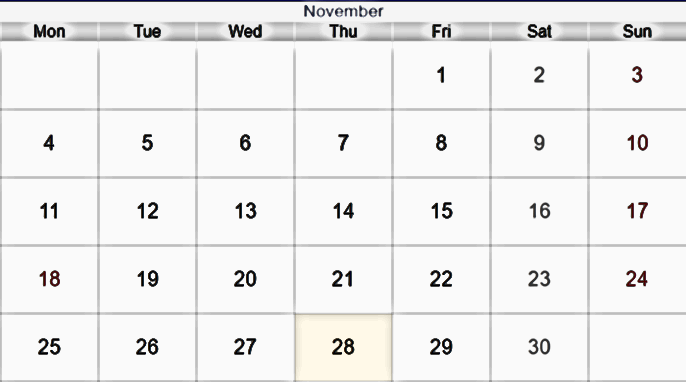 November
Mon Tue Wed Thu Fri Sat Sun
1 2 3
4 5 6 7 8 9 10
11 12 13 14 15 16 17
18 19 20 21 22 23 24
25 26 27 28 29 30